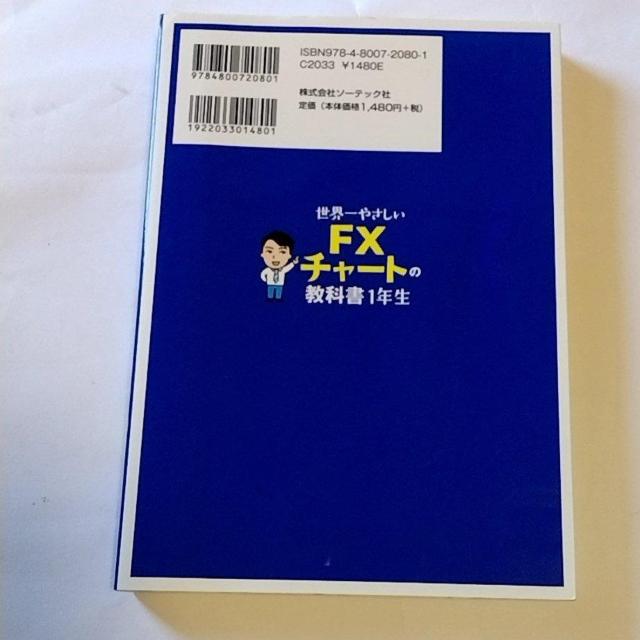 ISBN978-4-8007-2080-1
C2033 ¥1480E
9784800720801
株式会社ソーテック社
定価（本体価格1,480円+税）
1922033014801
世界一やさしい
FX
チャートの
教科書1年生